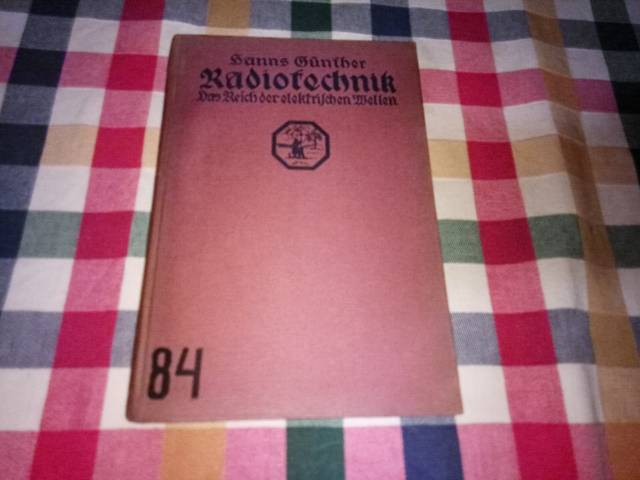 Hanns Günther
Radiotechnik
Das Reich der elektrischen Wellen
84